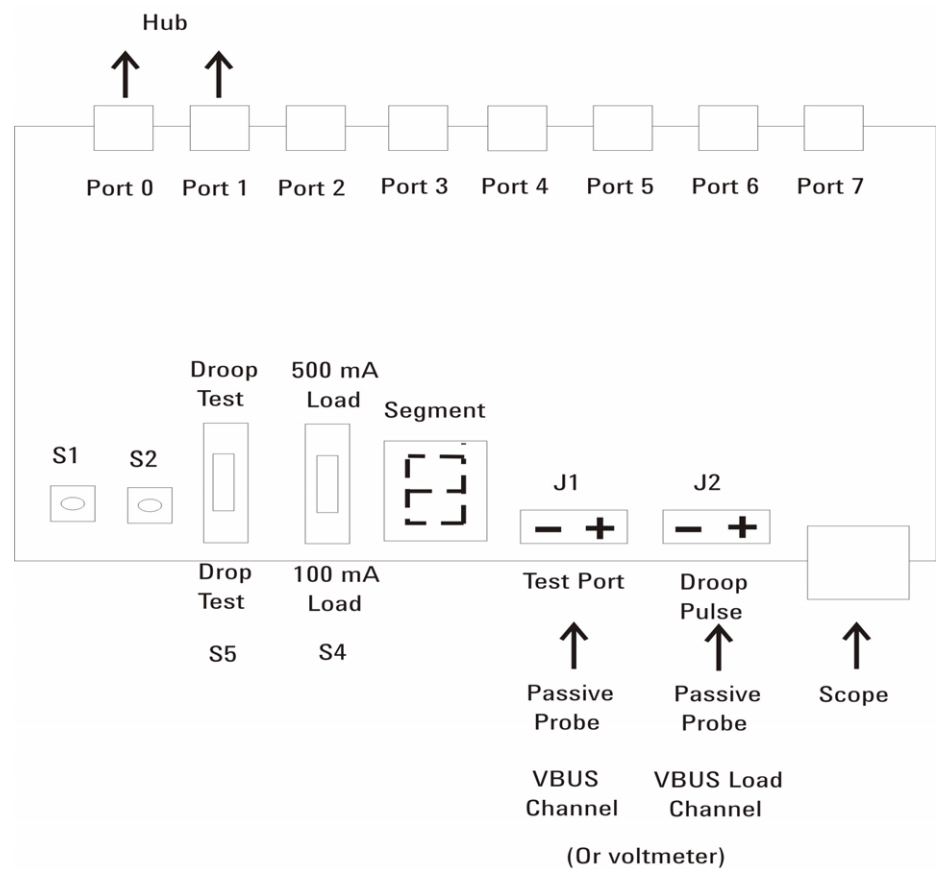 Hub
Port 0 Port 1 Port 2 Port 3 Port 4 Port 5 Port 6 Port 7
Droop
Test
500 mA
Load
Segment
S1
S2
J1
J2
− +
− +
Drop
Test
100 mA
Load
Test Port
Droop
Pulse
S5
S4
Passive
Probe
Passive
Probe
Scope
VBUS
Channel
VBUS Load
Channel
(Or voltmeter)